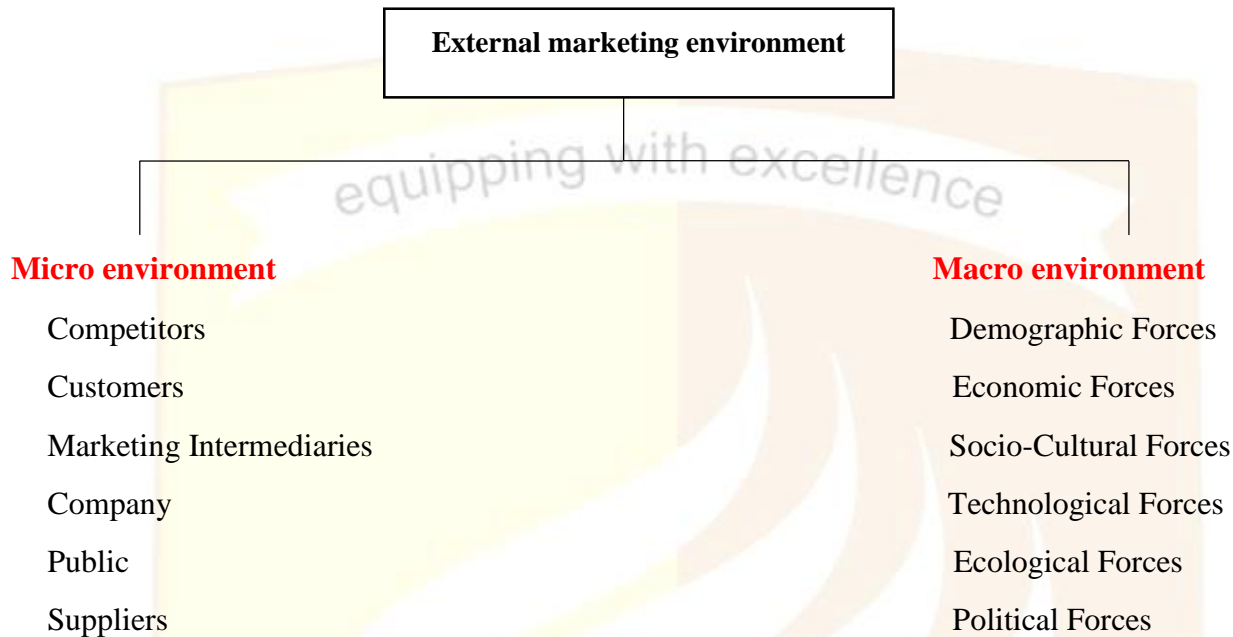 External marketing environment
equipping with excellence
Micro environment
Competitors
Customers
Marketing Intermediaries
Company
Public
Suppliers
Macro environment
Demographic Forces
Economic Forces
Socio-Cultural Forces
Technological Forces
Ecological Forces
Political Forces